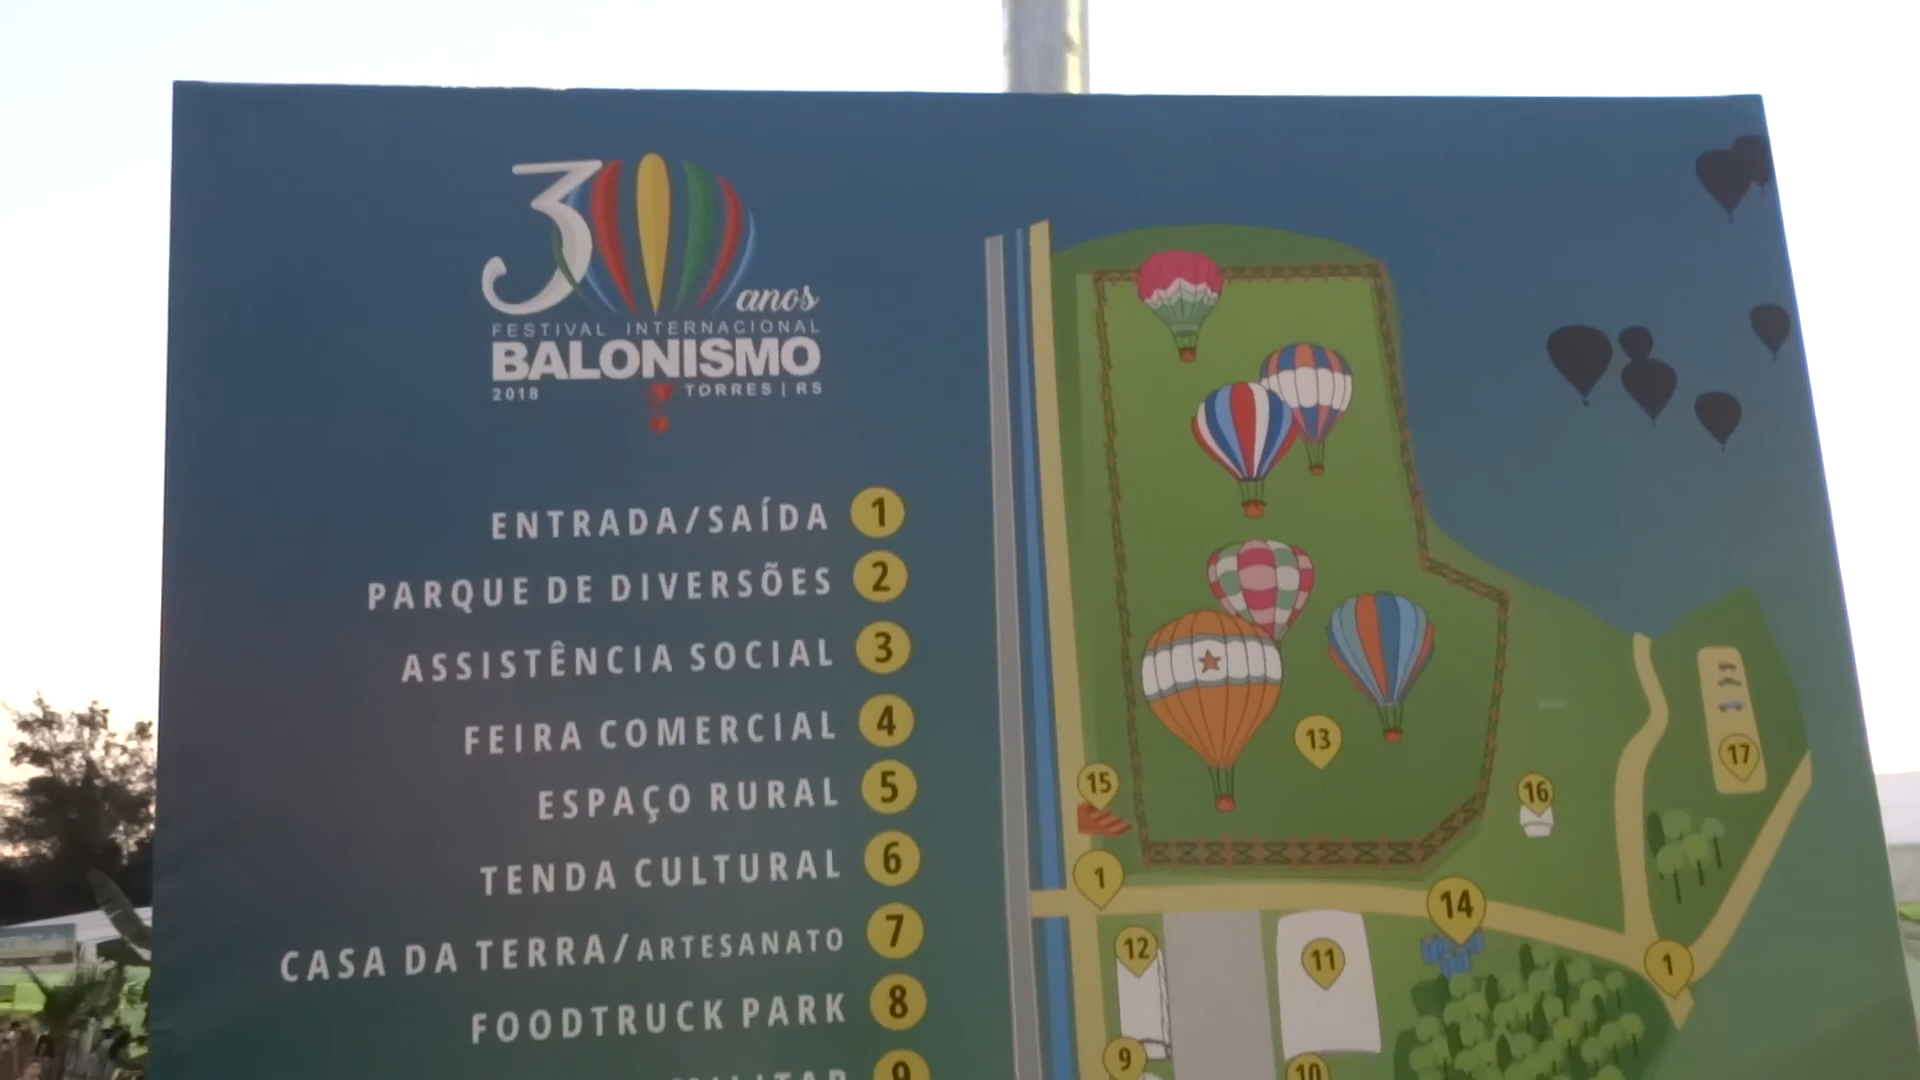 30
anos
FESTIVAL INTERNACIONAL
BALONISMO
2018 TORRES | RS
ENTRADA/SAÍDA 1
PARQUE DE DIVERSÕES 2
ASSISTÊNCIA SOCIAL 3
FEIRA COMERCIAL 4
ESPAÇO RURAL 5
TENDA CULTURAL 6
CASA DA TERRA/ARTESANATO 7
FOODTRUCK PARK 8
MILITAR 9
13
17
15
16
1
14
12
11
1
9
10